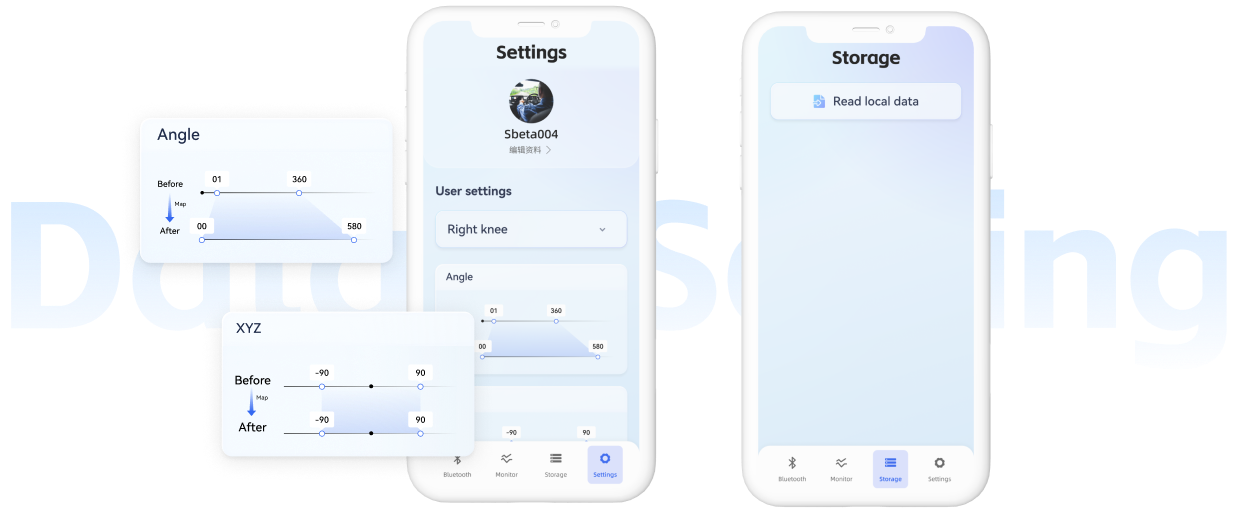 Data Setting
Angle
Before
01
360
Map
After
00
580
XYZ
Before
-90
90
Map
After
-90
90
Settings
Sbeta004
编辑资料
User settings
Right knee
Angle
01
360
00
580
-90
90
Bluetooth
Monitor
Storage
Settings
Storage
Read local data
Bluetooth
Monitor
Storage
Settings